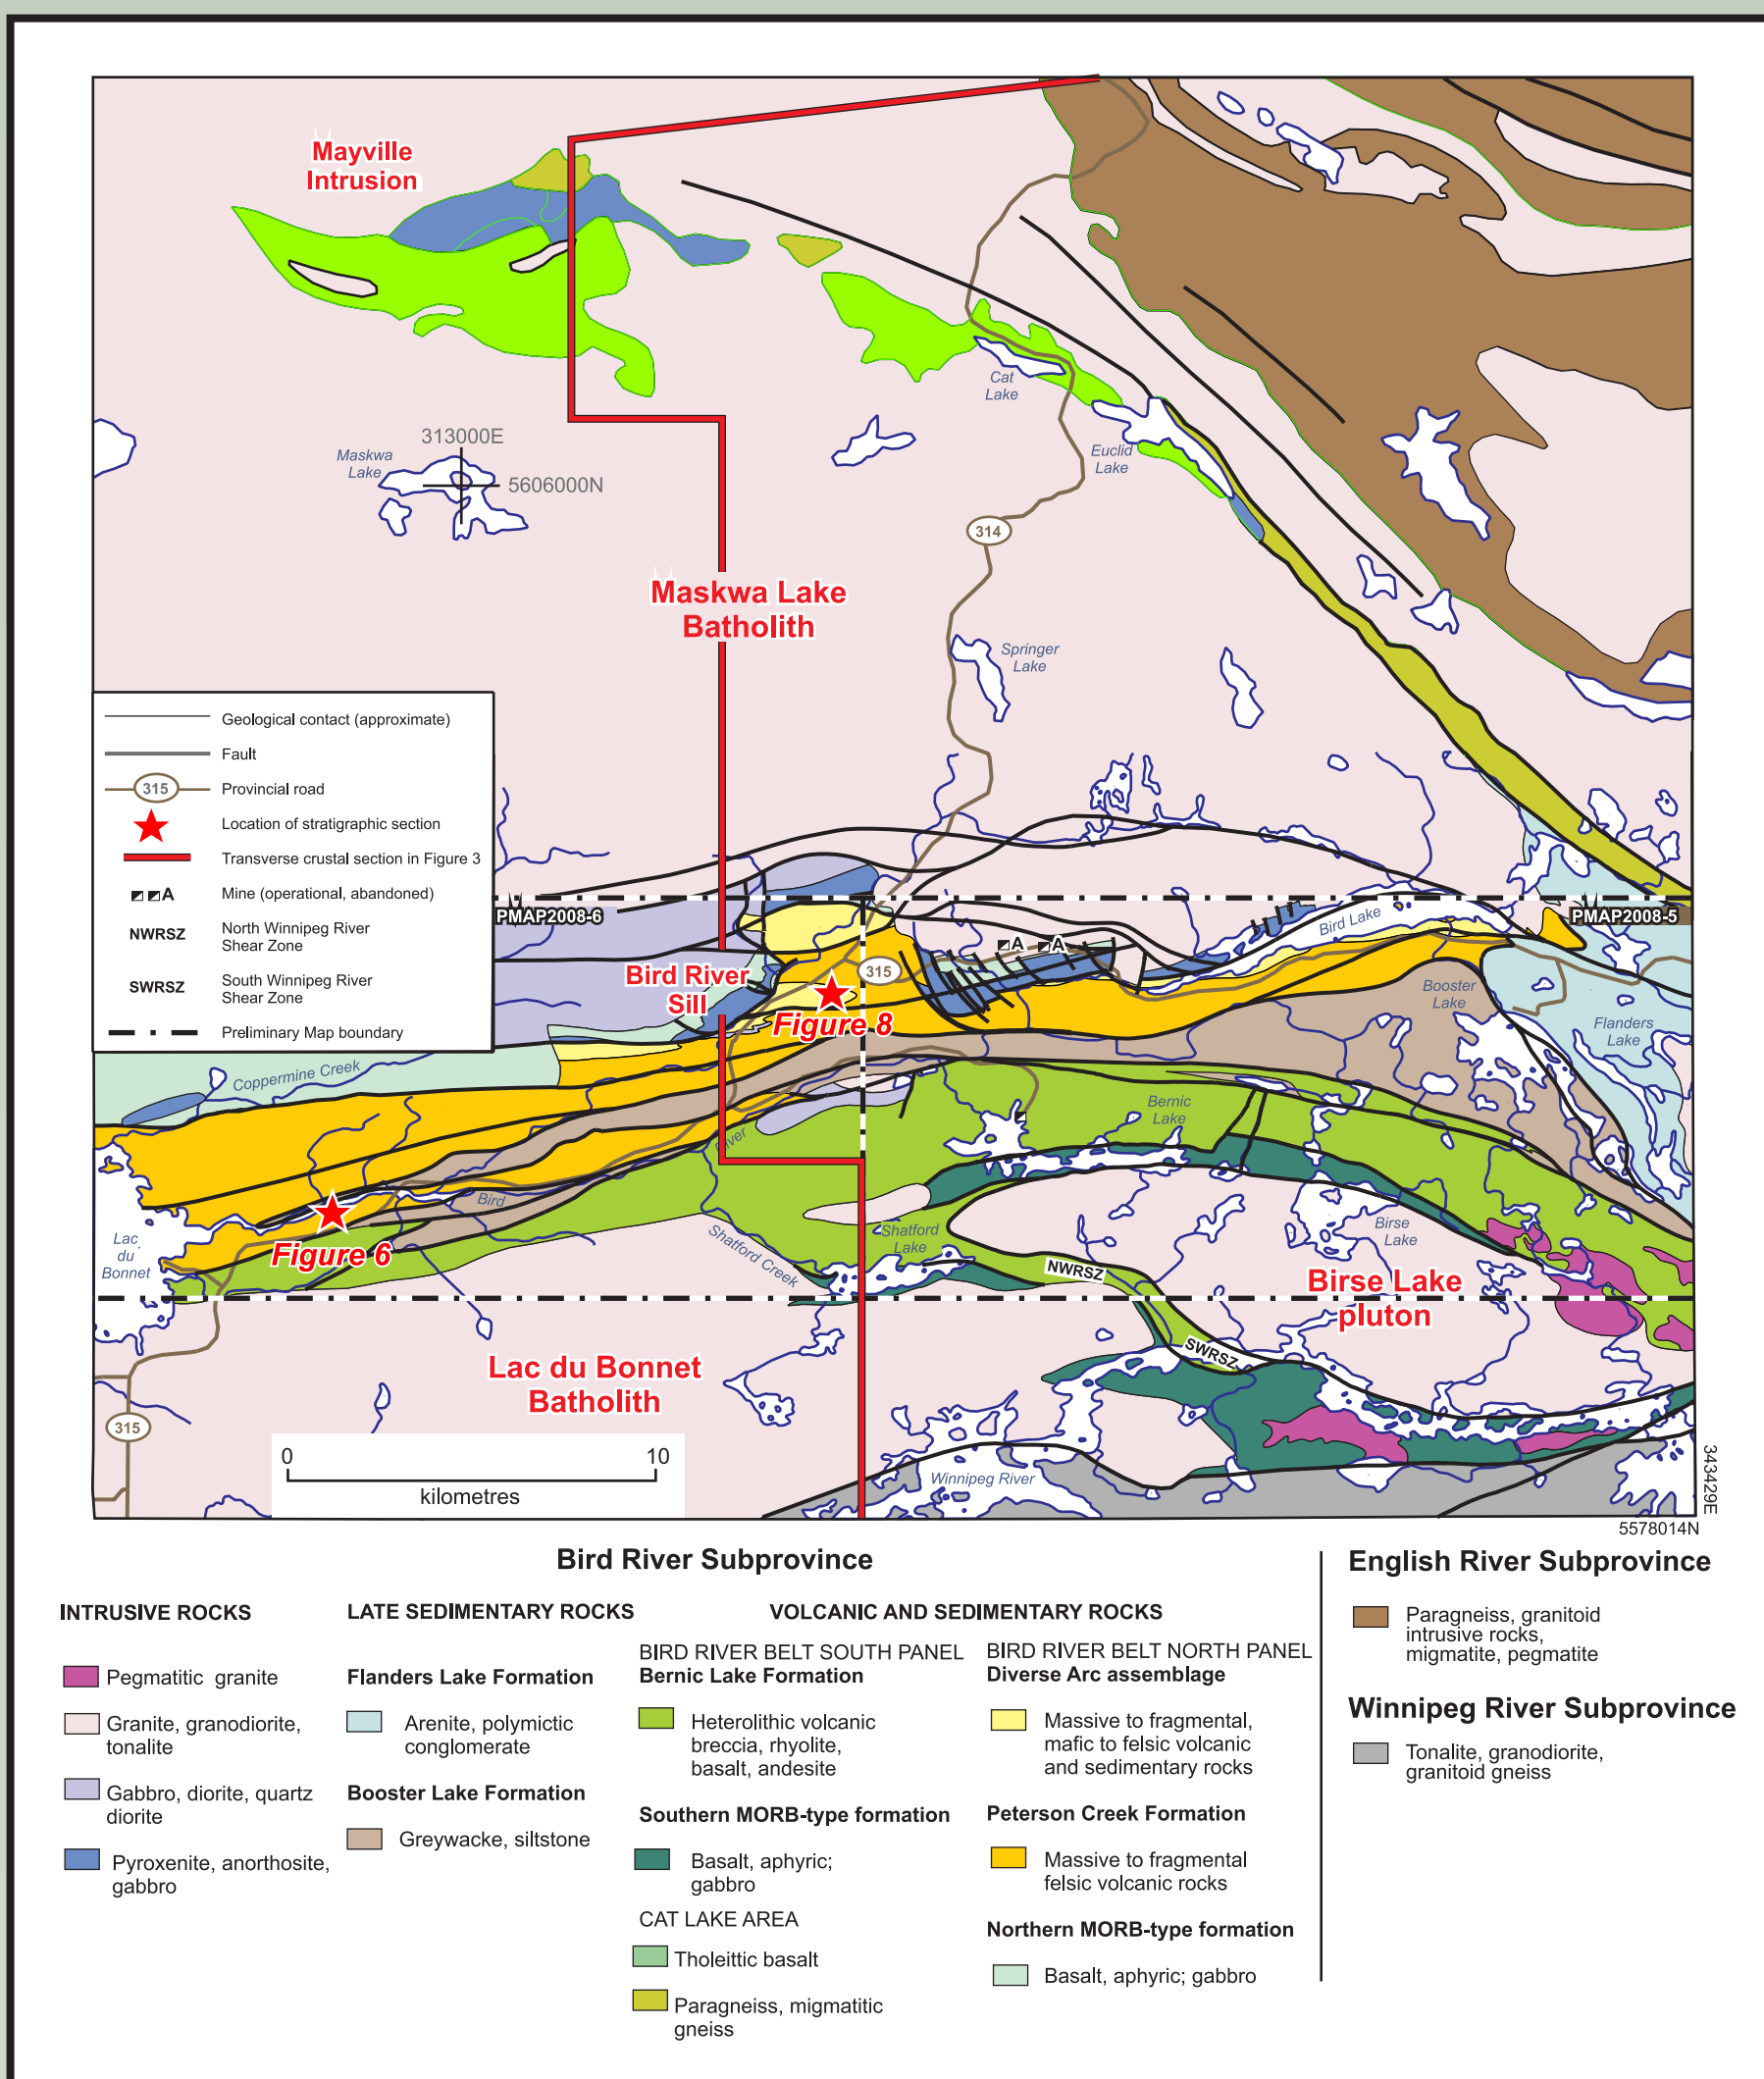 Mayville
Intrusion
Cat
Lake
313000E
Maskwa
Lake
5606000N
Euclid
Lake
314
Maskwa Lake
Batholith
Springer
Lake
Geological contact (approximate)
Fault
315
Provincial road
Location of stratigraphic section
Transverse crustal section in Figure 3
A
Mine (operational, abandoned)
NWRSZ
North Winnipeg River
Shear Zone
SWRSZ
South Winnipeg River
Shear Zone
Preliminary Map boundary
PMAP2008-6
PMAP2008-5
Bird Lake
A
A
315
Bird River
Sill
Booster
Lake
Figure 8
Flanders
Lake
Coppermine Creek
Bernic
Lake
River
Bird
Lac
du
Bonnet
Figure 6
Shatford Creek
Shatford
Lake
Birse
Lake
NWRSZ
Birse Lake
pluton
SWRSZ
Lac du Bonnet
Batholith
315
0
10
kilometres
Winnipeg River
343429E
5578014N
Bird River Subprovince
INTRUSIVE ROCKS
Pegmatitic granite
Granite, granodiorite,
tonalite
Gabbro, diorite, quartz
diorite
Pyroxenite, anorthosite,
gabbro
LATE SEDIMENTARY ROCKS
Flanders Lake Formation
Arenite, polymictic
conglomerate
Booster Lake Formation
Greywacke, siltstone
VOLCANIC AND SEDIMENTARY ROCKS
BIRD RIVER BELT SOUTH PANEL
Bernic Lake Formation
Heterolithic volcanic
breccia, rhyolite,
basalt, andesite
Southern MORB-type formation
Basalt, aphyric;
gabbro
CAT LAKE AREA
Tholeittic basalt
Paragneiss, migmatitic
gneiss
BIRD RIVER BELT NORTH PANEL
Diverse Arc assemblage
Massive to fragmental,
mafic to felsic volcanic
and sedimentary rocks
Peterson Creek Formation
Massive to fragmental
felsic volcanic rocks
Northern MORB-type formation
Basalt, aphyric; gabbro
English River Subprovince
Paragneiss, granitoid
intrusive rocks,
migmatite, pegmatite
Winnipeg River Subprovince
Tonalite, granodiorite,
granitoid gneiss